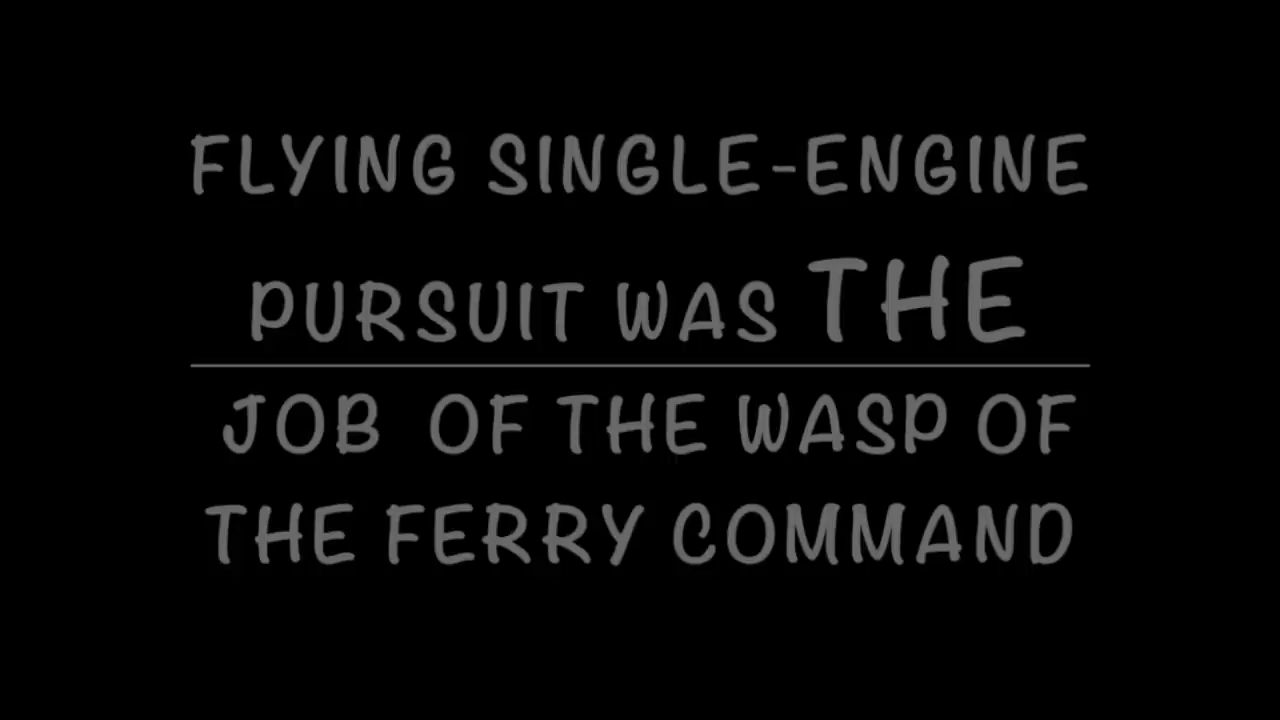 FLYING SINGLE-ENGINE
PURSUIT WAS THE
JOB OF THE WASP OF
THE FERRY COMMAND